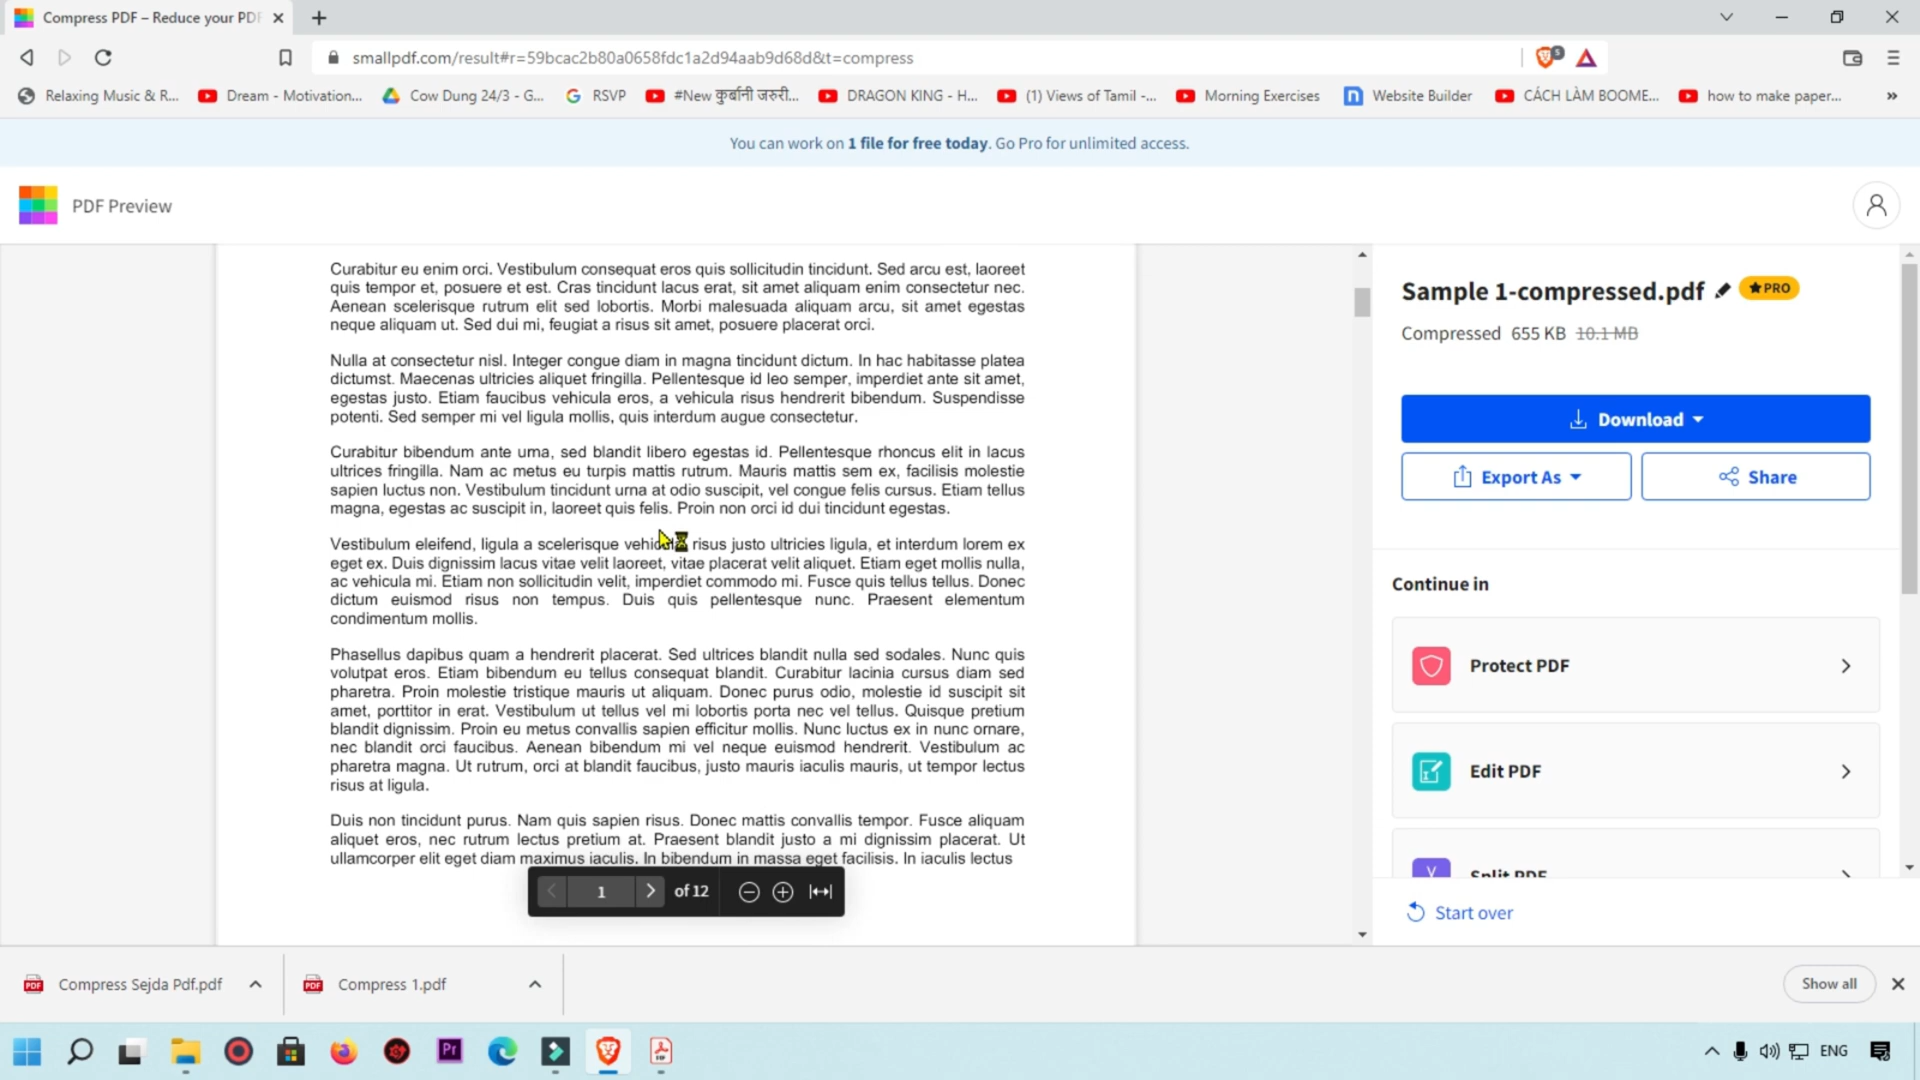 Compress PDF – Reduce your PDF
smallpdf.com/result#r=59bcac2b80a0658fdc1a2d94aab9d68d&t=compress
5
Relaxing Music & R...
Dream - Motivation...
Cow Dung 24/3 - G...
RSVP
#New कुर्बानी जरुरी...
DRAGON KING - H...
(1) Views of Tamil -...
Morning Exercises
Website Builder
CÁCH LÀM BOOME...
how to make paper...
You can work on 1 file for free today. Go Pro for unlimited access.
PDF Preview
Curabitur eu enim orci. Vestibulum consequat eros quis sollicitudin tincidunt. Sed arcu est, laoreet
quis tempor et, posuere et est. Cras tincidunt lacus erat, sit amet aliquam enim consectetur nec.
Aenean scelerisque rutrum elit sed lobortis. Morbi malesuada aliquam arcu, sit amet egestas
neque aliquam ut. Sed dui mi, feugiat a risus sit amet, posuere placerat orci.
Nulla at consectetur nisl. Integer congue diam in magna tincidunt dictum. In hac habitasse platea
dictumst. Maecenas ultricies aliquet fringilla. Pellentesque id leo semper, imperdiet ante sit amet,
egestas justo. Etiam faucibus vehicula eros, a vehicula risus hendrerit bibendum. Suspendisse
potenti. Sed semper mi vel ligula mollis, quis interdum augue consectetur.
Curabitur bibendum ante urna, sed blandit libero egestas id. Pellentesque rhoncus elit in lacus
ultrices fringilla. Nam ac metus eu turpis mattis rutrum. Mauris mattis sem ex, facilisis molestie
sapien luctus non. Vestibulum tincidunt urna at odio suscipit, vel congue felis cursus. Etiam tellus
magna, egestas ac suscipit in, laoreet quis felis. Proin non orci id dui tincidunt egestas.
Vestibulum eleifend, ligula a scelerisque vehicula risus justo ultricies ligula, et interdum lorem ex
eget ex. Duis dignissim lacus vitae velit laoreet, vitae placerat velit aliquet. Etiam eget mollis nulla,
ac vehicula mi. Etiam non sollicitudin velit, imperdiet commodo mi. Fusce quis tellus tellus. Donec
dictum euismod risus non tempus. Duis quis pellentesque nunc. Praesent elementum
condimentum mollis.
Phasellus dapibus quam a hendrerit placerat. Sed ultrices blandit nulla sed sodales. Nunc quis
volutpat eros. Etiam bibendum eu tellus consequat blandit. Curabitur lacinia cursus diam sed
pharetra. Proin molestie tristique mauris ut aliquam. Donec purus odio, molestie id suscipit sit
amet, porttitor in erat. Vestibulum ut tellus vel mi lobortis porta nec vel tellus. Quisque pretium
blandit dignissim. Proin eu metus convallis sapien efficitur mollis. Nunc luctus ex in nunc ornare,
nec blandit orci faucibus. Aenean bibendum mi vel neque euismod hendrerit. Vestibulum ac
pharetra magna. Ut rutrum, orci at blandit faucibus, justo mauris iaculis mauris, ut tempor lectus
risus at ligula.
Duis non tincidunt purus. Nam quis sapien risus. Donec mattis convallis tempor. Fusce aliquam
aliquet eros, nec rutrum lectus pretium at. Praesent blandit justo a mi dignissim placerat. Ut
ullamcorper elit eget diam maximus iaculis. In bibendum in massa eget facilisis. In iaculis lectus
1 of 12
Sample 1-compressed.pdf
PRO
Compressed 655 KB 10.1 MB
Download
Export As
Share
Continue in
Protect PDF
Edit PDF
Split PDF
Start over
PDF
Compress Sejda Pdf.pdf
PDF
Compress 1.pdf
Show all
Pr
PDF
ENG